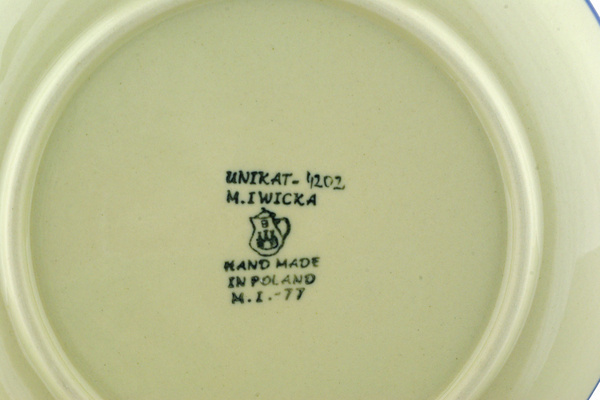 UNIKAT- 4202
M.IWICKA
B
HAND MADE
IN POLAND
M.I.-77